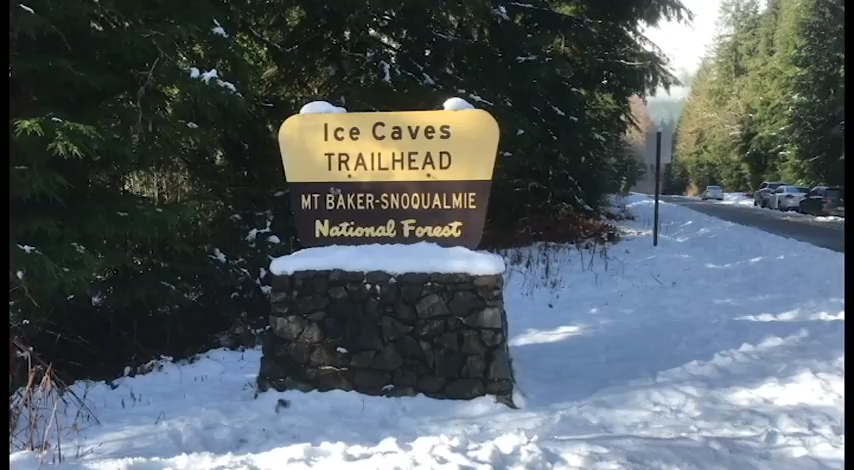 Ice Caves
TRAILHEAD
MT BAKER-SNOQUALMIE
National Forest